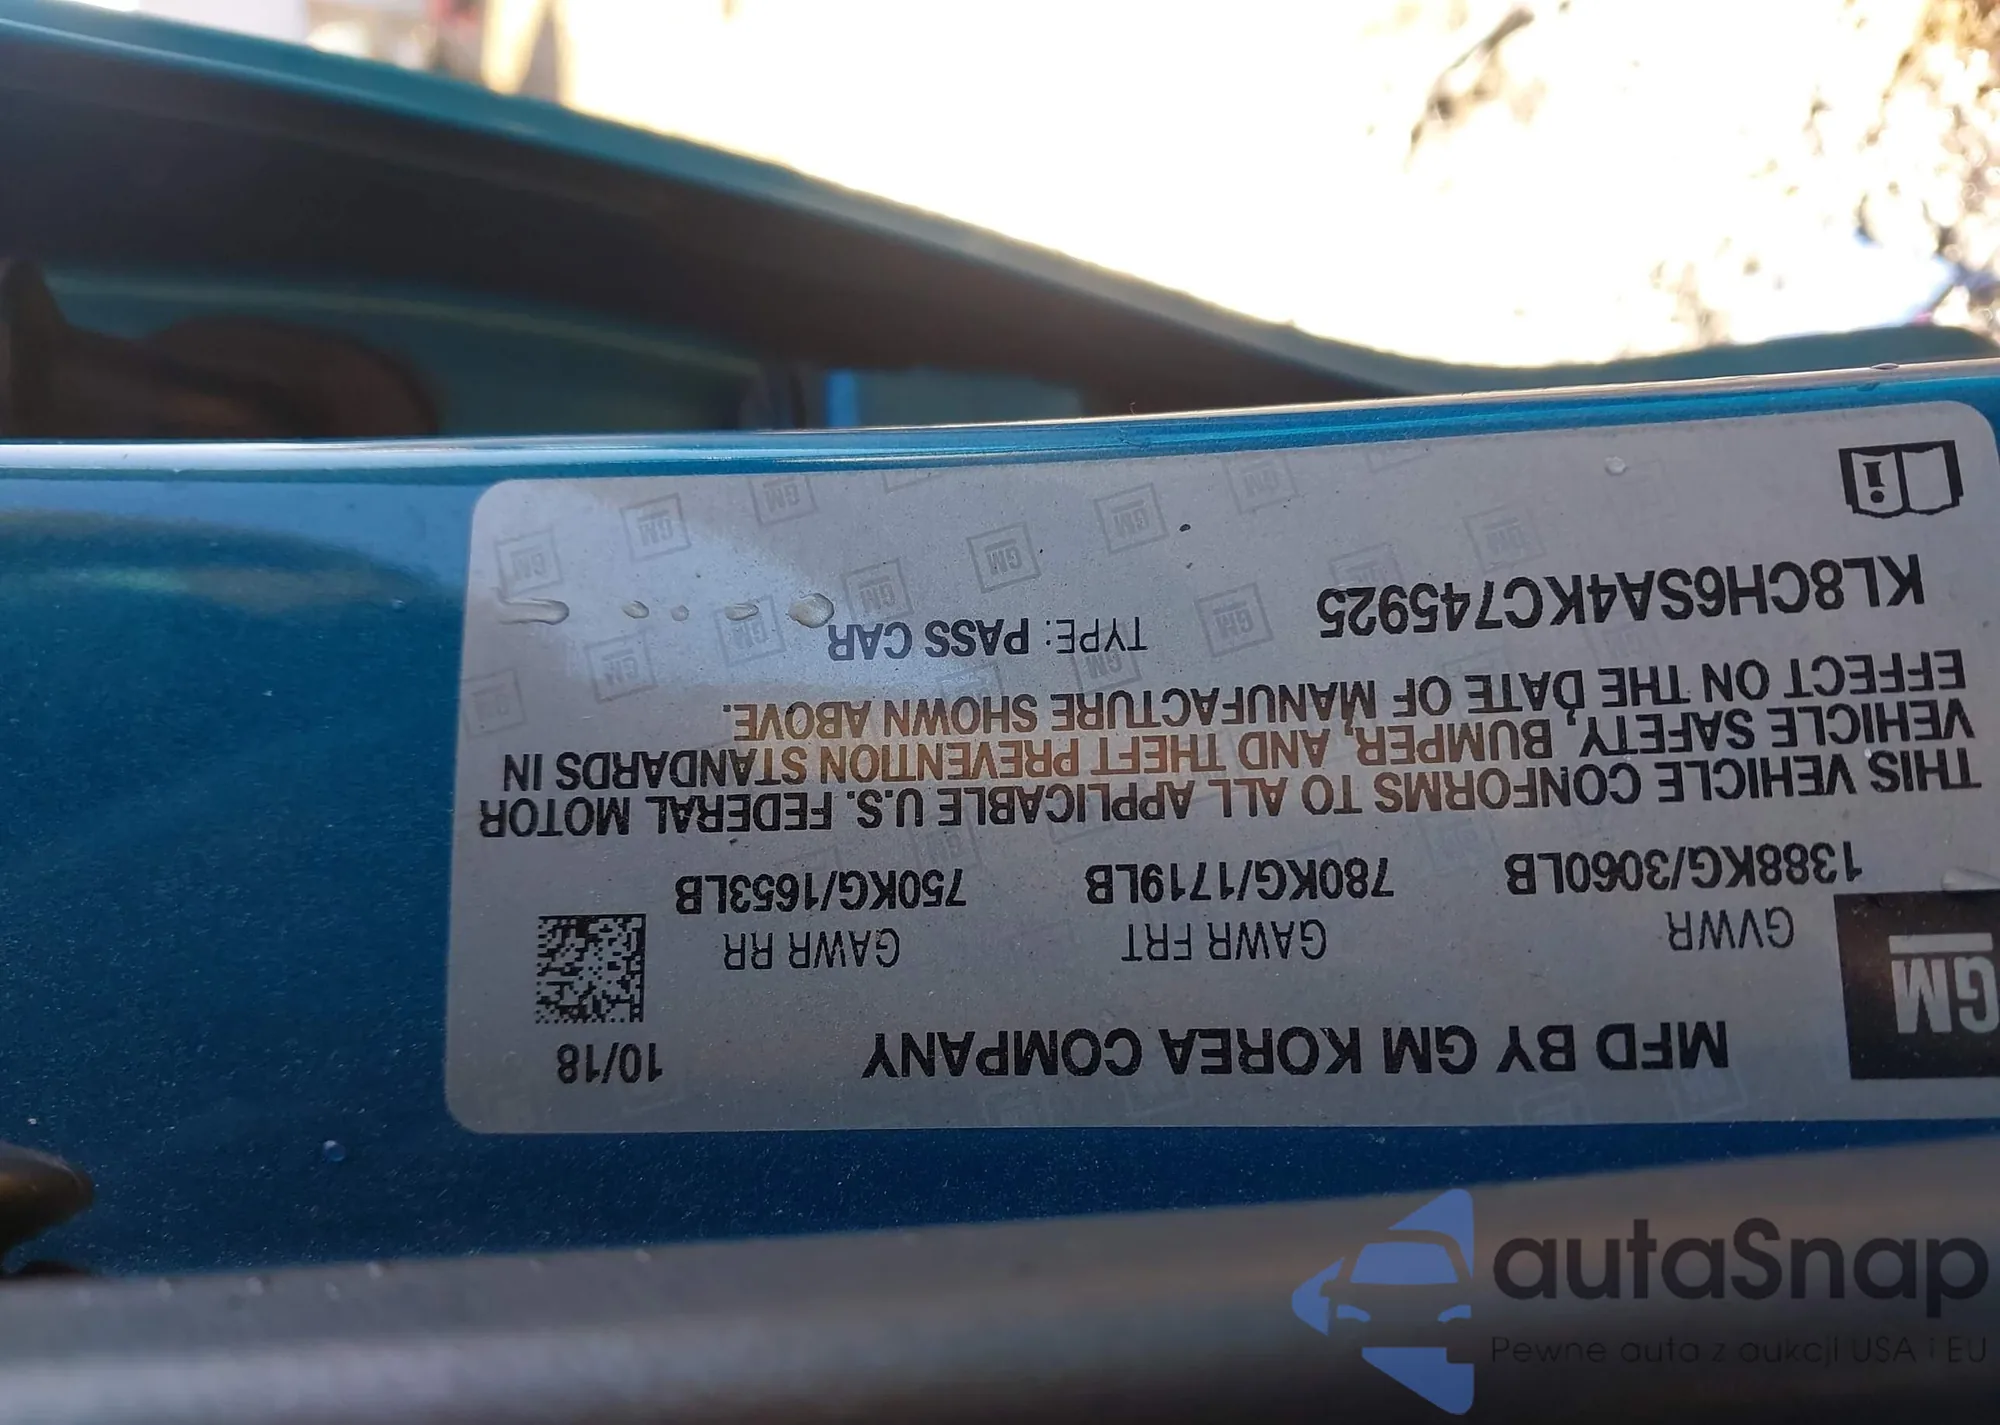 GM
MFD BY GM KOREA COMPANY
10/18
GVWR GAWR FRT GAWR RR
1388KG/3060LB 780KG/1719LB 750KG/1653LB
THIS VEHICLE CONFORMS TO ALL APPLICABLE U.S. FEDERAL MOTOR
VEHICLE SAFETY, BUMPER, AND THEFT PREVENTION STANDARDS IN
EFFECT ON THE DATE OF MANUFACTURE SHOWN ABOVE.
KL8CH6SA4KC745925 TYPE: PASS CAR
autaSnap
Pewne auta z aukcji USA i EU